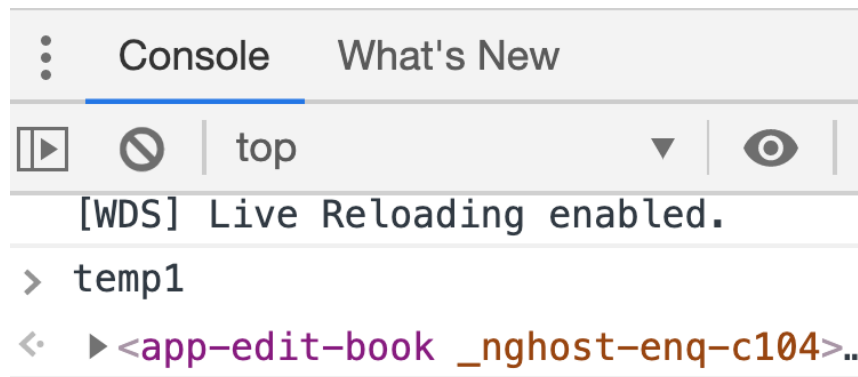 Console What's New
top
[WDS] Live Reloading enabled.
> temp1
<app-edit-book _nghost-enq-c104>…